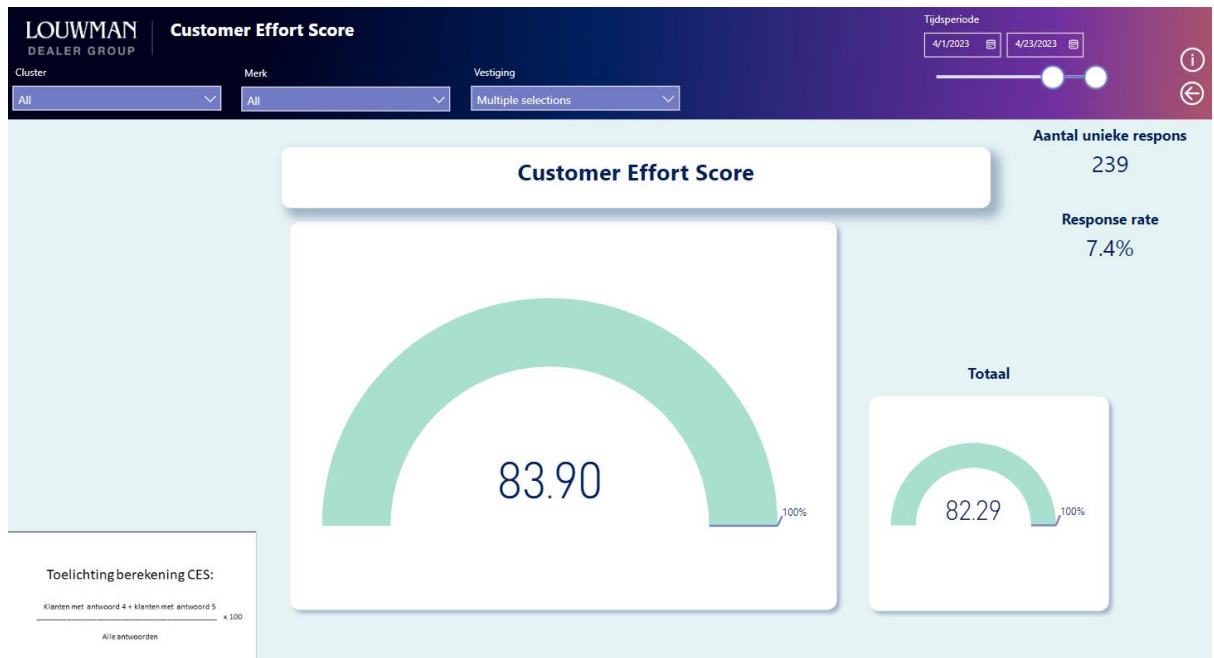 LOUWMAN
DEALER GROUP
Customer Effort Score
Tijdsperiode
4/1/2023
4/23/2023
Cluster
Merk
Vestiging
All
All
Multiple selections
Aantal unieke respons
239
Customer Effort Score
Response rate
7.4%
83.90
100%
Totaal
82.29
100%
Toelichting berekening CES:
Klanten met antwoord 4 + klanten met antwoord 5
x 100
Alle antwoorden